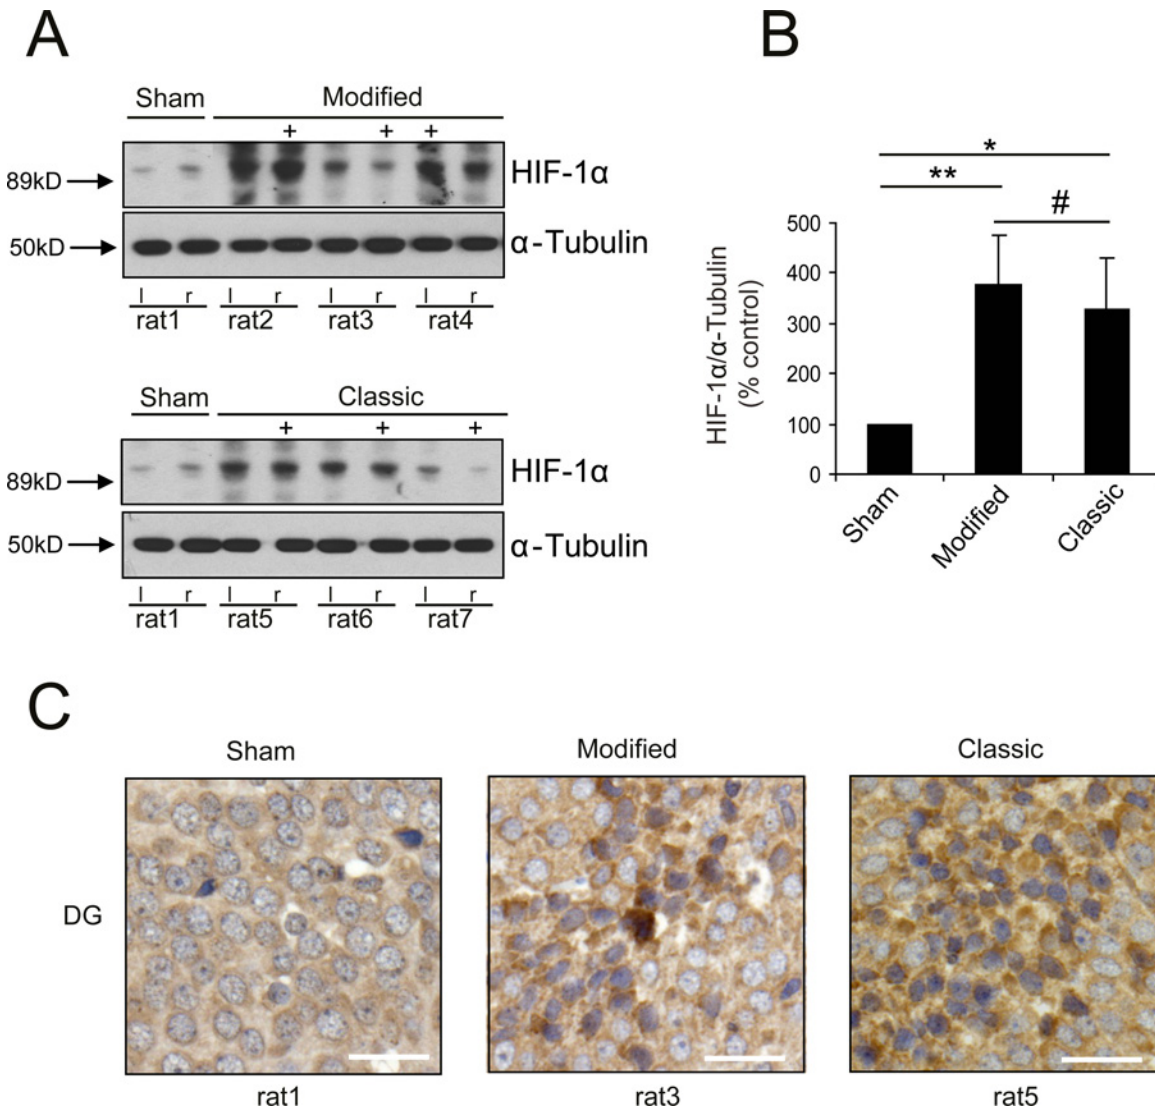 A
Sham Modified
+ + +
89kD HIF-1α
50kD α-Tubulin
l r l r l r l r
rat1 rat2 rat3 rat4
Sham Classic
+ + +
89kD HIF-1α
50kD α-Tubulin
l r l r l r l r
rat1 rat5 rat6 rat7
B
*
**
#
HIF-1α/α-Tubulin
(% control)
500
400
300
200
100
0
Sham Modified Classic
C
Sham Modified Classic
DG
rat1 rat3 rat5